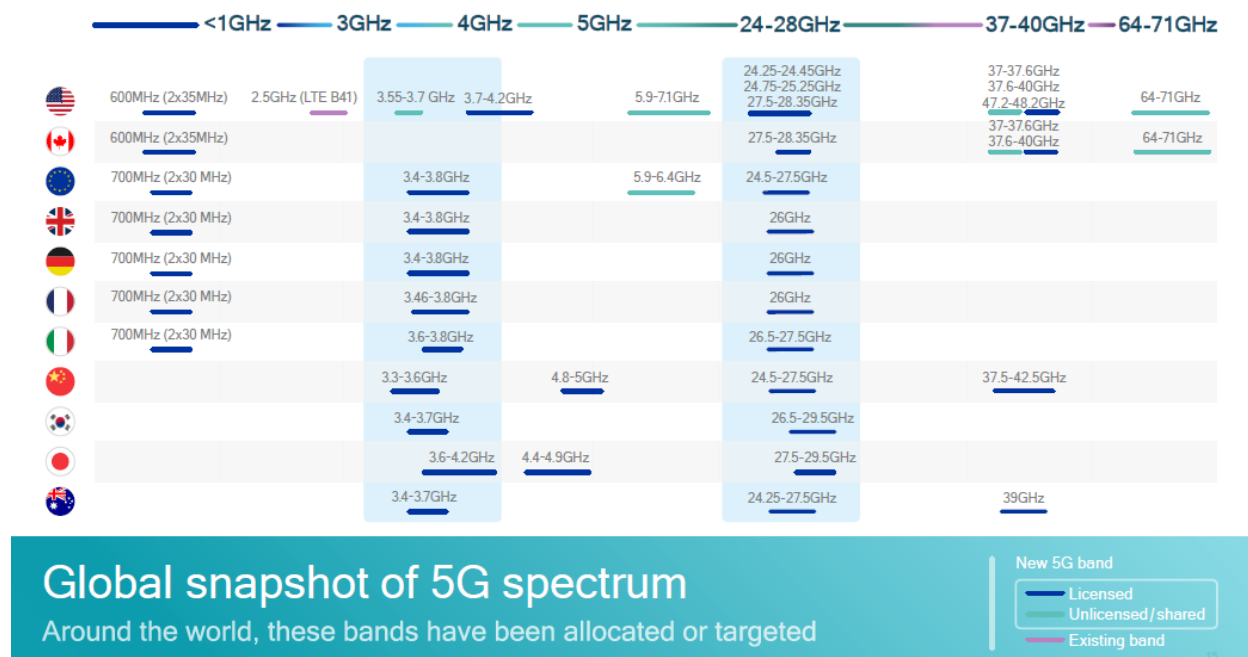 <1GHz 3GHz 4GHz 5GHz 24-28GHz 37-40GHz 64-71GHz
24.25-24.45GHz 37-37.6GHz
24.75-25.25GHz 37.6-40GHz
600MHz (2x35MHz) 2.5GHz (LTE B41) 3.55-3.7 GHz 3.7-4.2GHz 5.9-7.1GHz 27.5-28.35GHz 47.2-48.2GHz 64-71GHz
37-37.6GHz
600MHz (2x35MHz) 27.5-28.35GHz 37.6-40GHz 64-71GHz
700MHz (2x30 MHz) 3.4-3.8GHz 5.9-6.4GHz 24.5-27.5GHz
700MHz (2x30 MHz) 3.4-3.8GHz 26GHz
700MHz (2x30 MHz) 3.4-3.8GHz 26GHz
700MHz (2x30 MHz) 3.46-3.8GHz 26GHz
700MHz (2x30 MHz) 3.6-3.8GHz 26.5-27.5GHz
3.3-3.6GHz 4.8-5GHz 24.5-27.5GHz 37.5-42.5GHz
3.4-3.7GHz 26.5-29.5GHz
3.6-4.2GHz 4.4-4.9GHz 27.5-29.5GHz
3.4-3.7GHz 24.25-27.5GHz 39GHz
Global snapshot of 5G spectrum
Around the world, these bands have been allocated or targeted
New 5G band
Licensed
Unlicensed/shared
Existing band